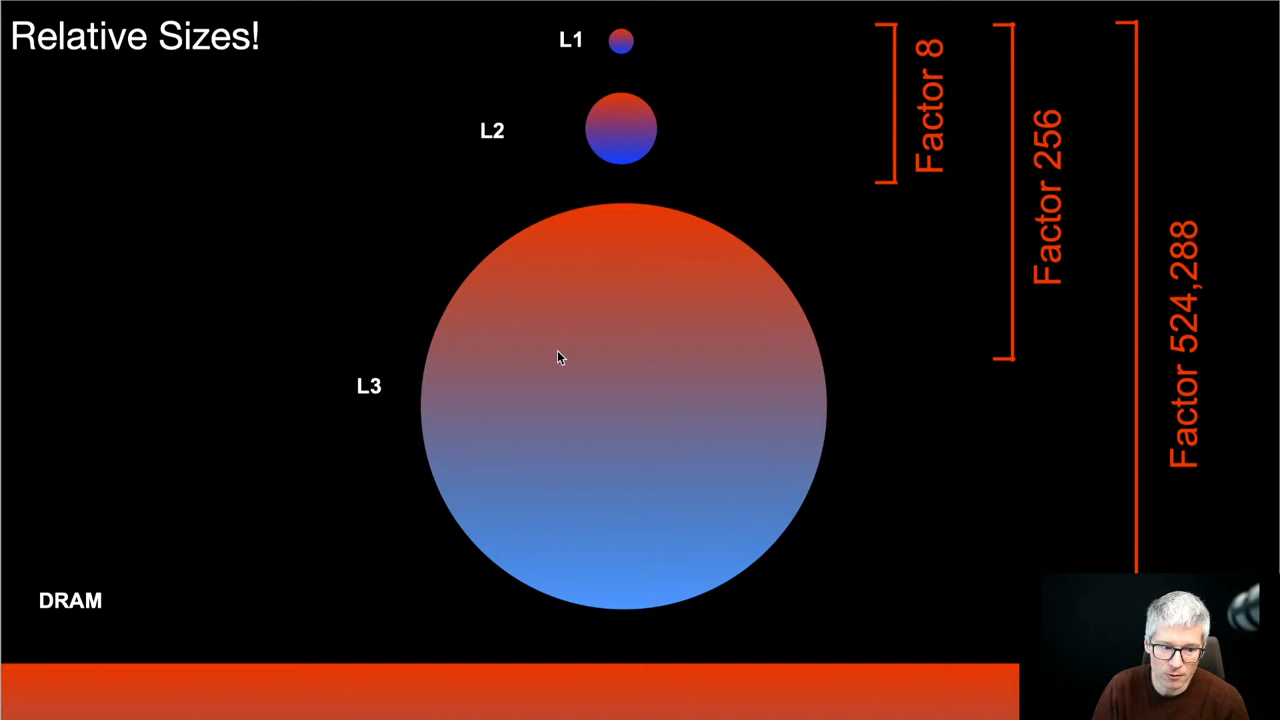 Relative Sizes!
L1
L2
L3
DRAM
Factor 8
Factor 256
Factor 524,288